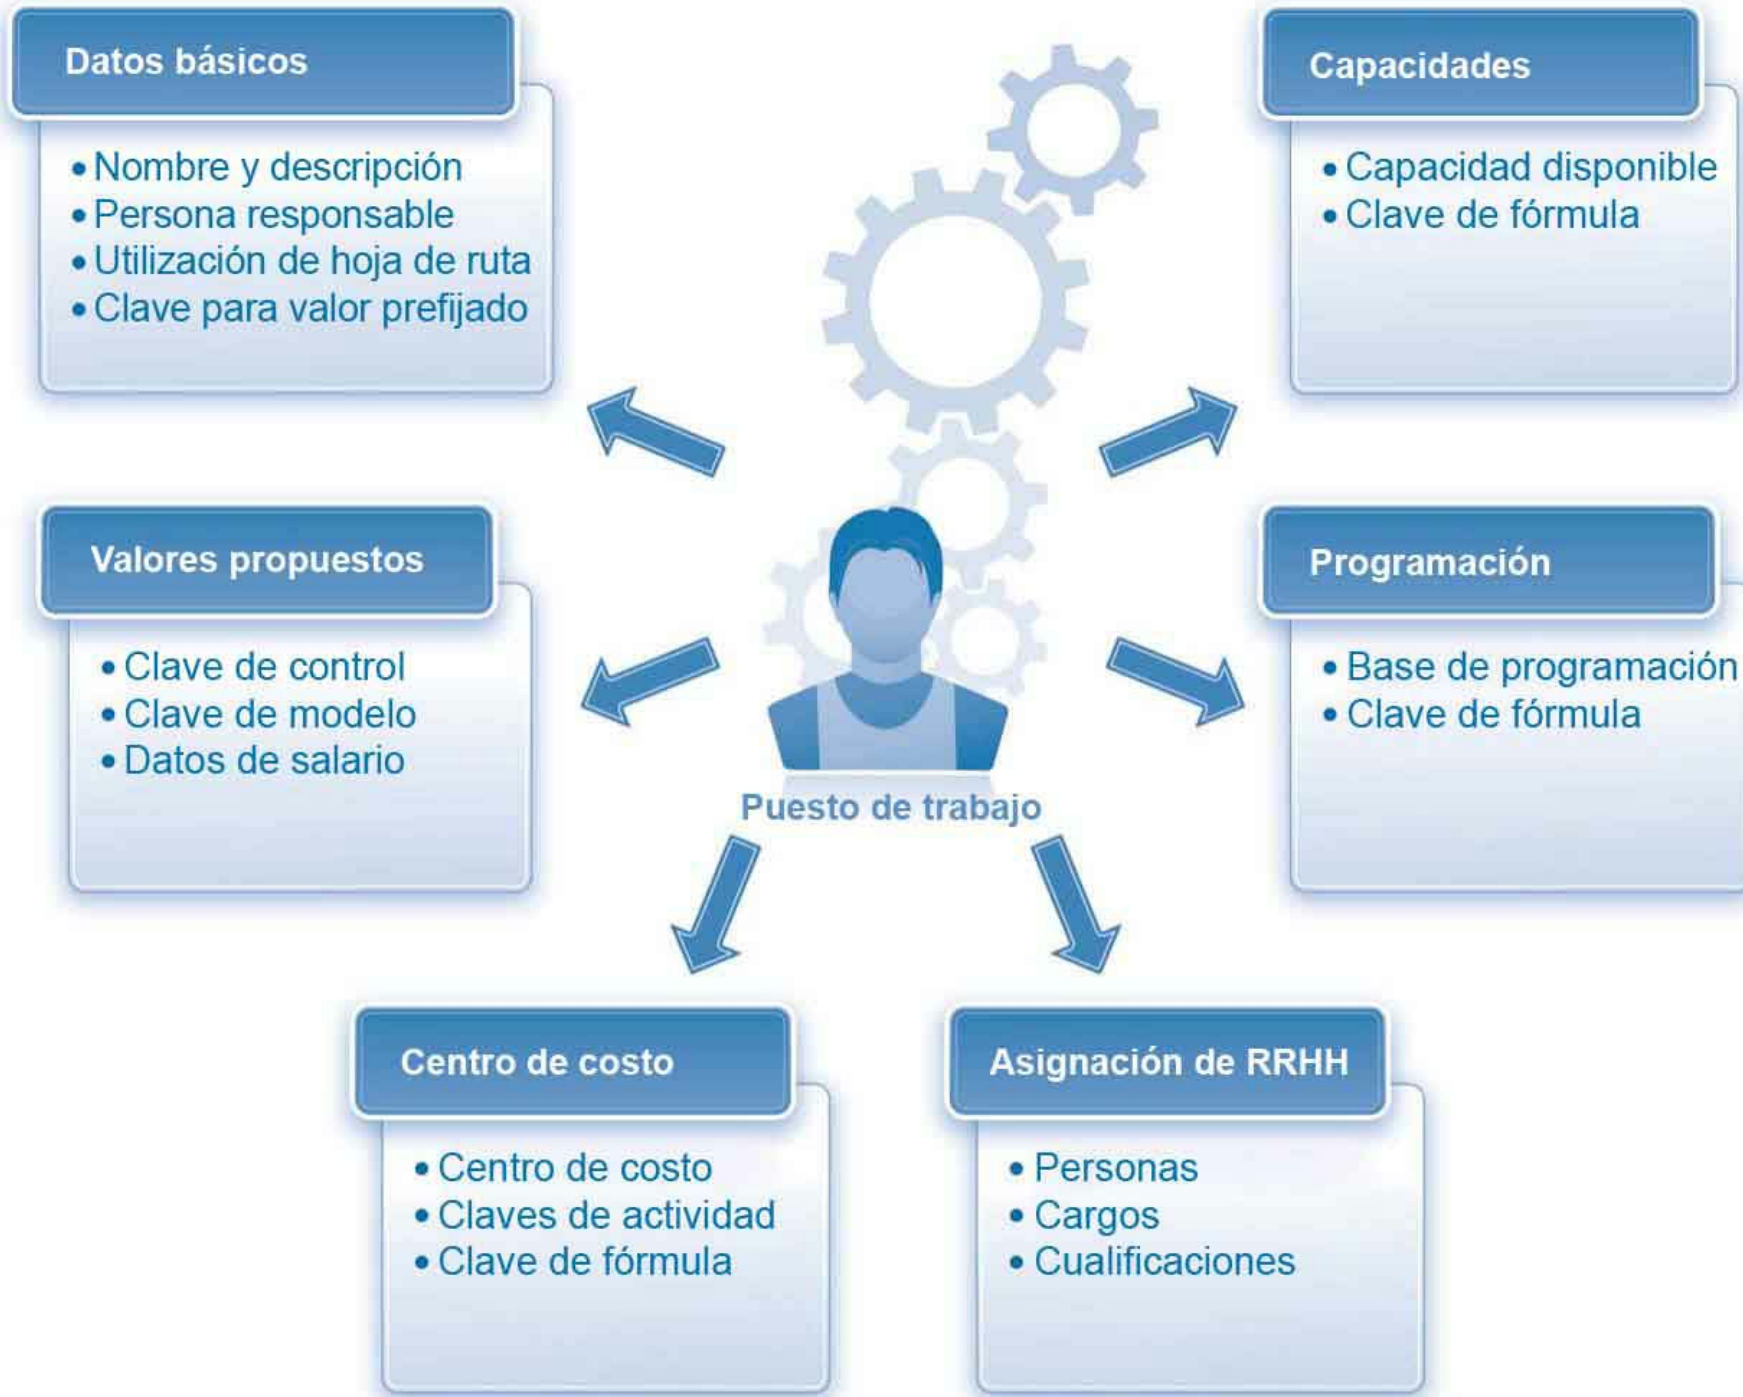 Datos básicos
• Nombre y descripción
• Persona responsable
• Utilización de hoja de ruta
• Clave para valor prefijado
Capacidades
• Capacidad disponible
• Clave de fórmula
Valores propuestos
• Clave de control
• Clave de modelo
• Datos de salario
Programación
• Base de programación
• Clave de fórmula
Puesto de trabajo
Centro de costo
• Centro de costo
• Claves de actividad
• Clave de fórmula
Asignación de RRHH
• Personas
• Cargos
• Cualificaciones